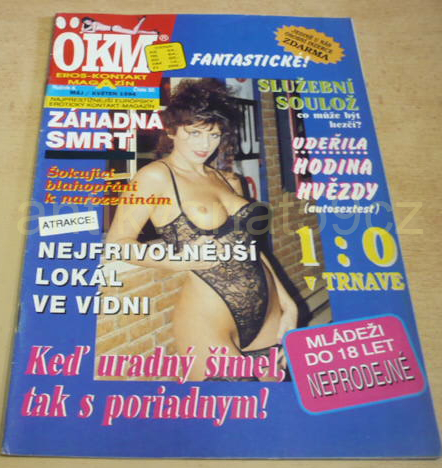 ÖKM®
EROS-KONTAKT
MAGAZÍN
MÁJ / KVĚTEN 1996
NEJPRESTIŽNĚJŠÍ EVROPSKÝ
EROTICKÝ KONTAKT-MAGAZÍN
ZÁHADNÁ
SMRT
Šokující
blahopřání
k narozeninám
ATRAKCE:
NEJFRIVOLNĚJŠÍ
LOKÁL
VE VÍDNI
FANTASTICKÉ!
ZDARMA
SLUŽEBNÍ
SOULOŽ
co může být
hezčí?
UDEŘILA
HODINA
HVĚZDY
(autosextest)
1:0
V TRNAVE
MLÁDEŽI
DO 18 LET
NEPRODEJNÉ
Keď uradný šimel,
tak s poriadnym!